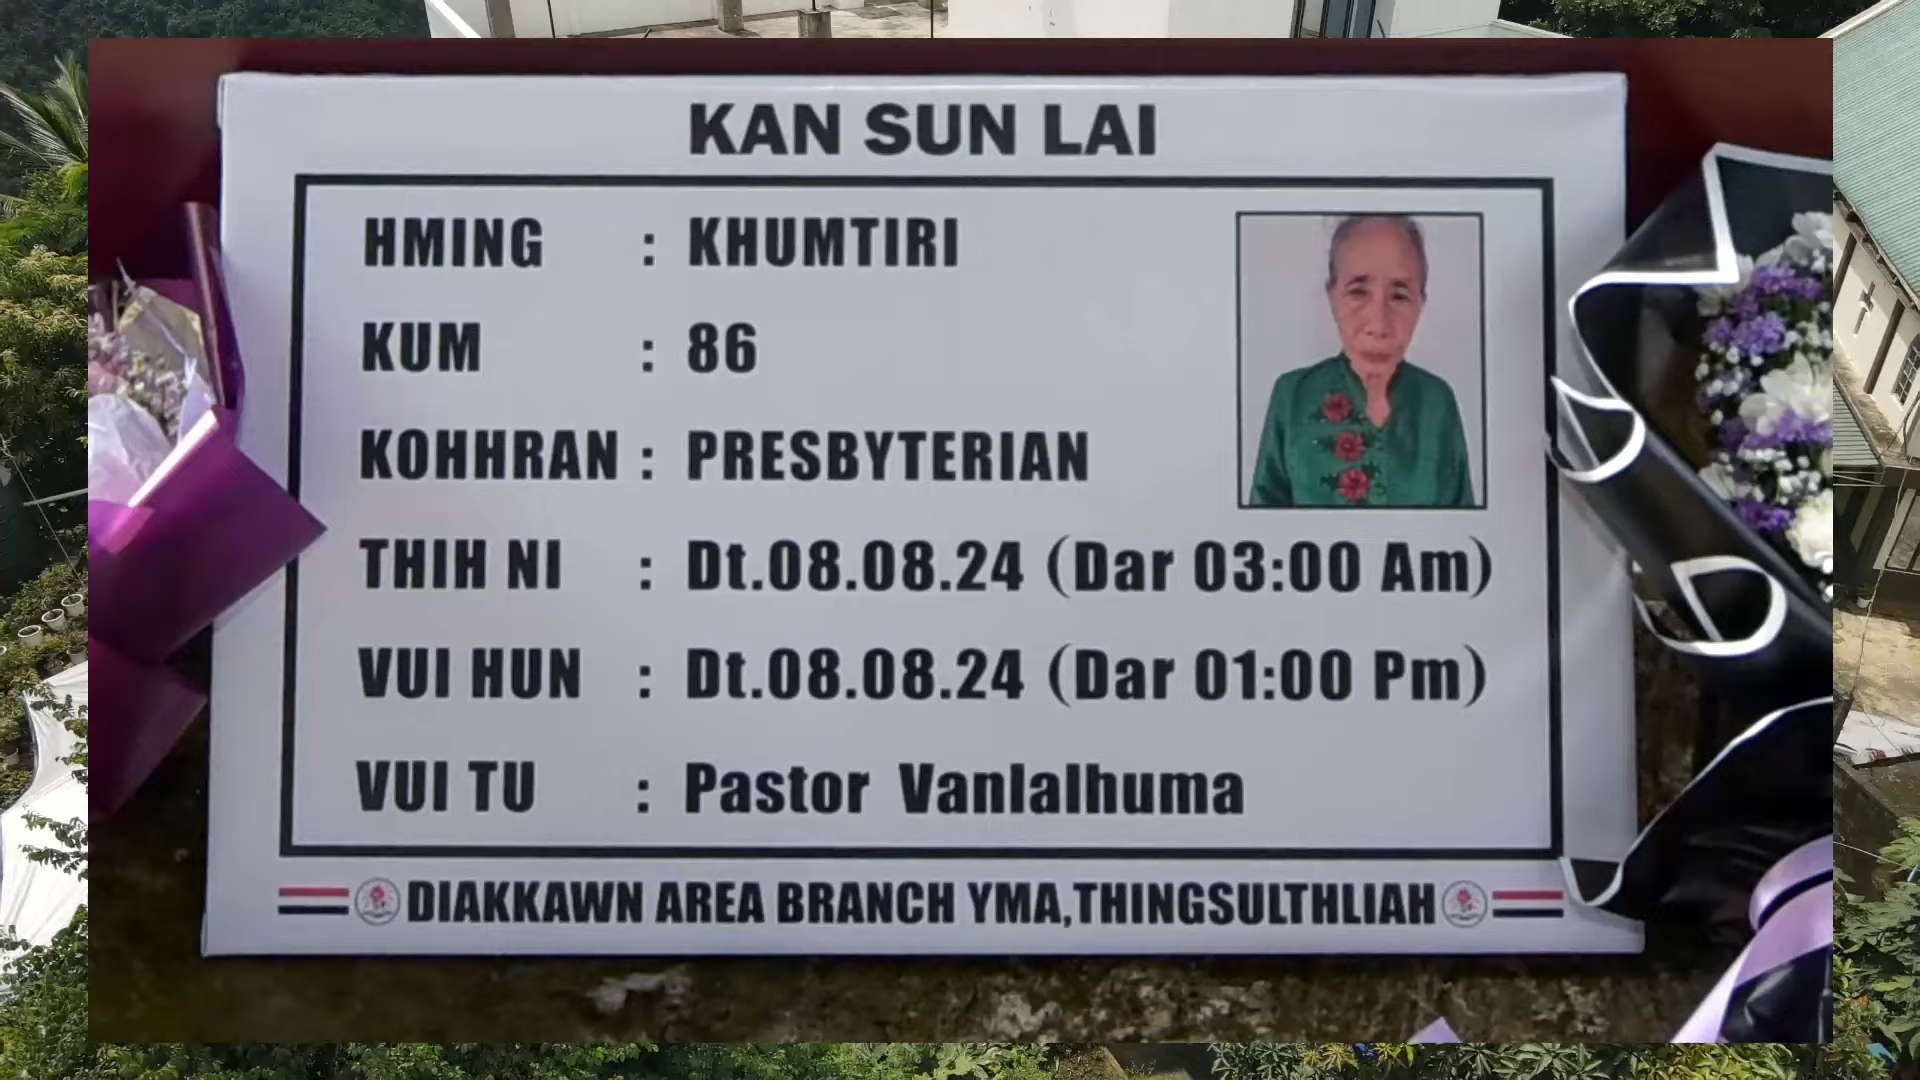 KAN SUN LAI
HMING : KHUMTIRI
KUM : 86
KOHHRAN : PRESBYTERIAN
THIH NI : Dt.08.08.24 (Dar 03:00 Am)
VUI HUN : Dt.08.08.24 (Dar 01:00 Pm)
VUI TU : Pastor Vanlalhuma
DIAKKAWN AREA BRANCH YMA,THINGSULTHLIAH